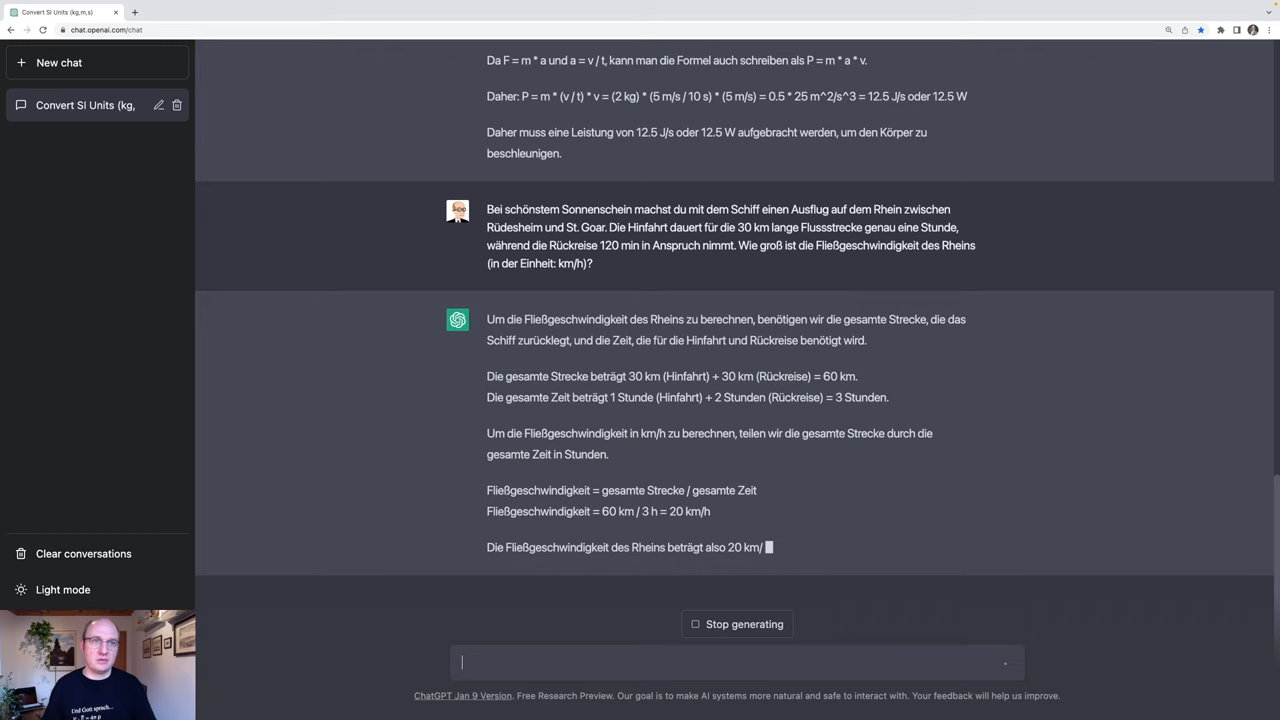 Convert SI Units (kg,m,s)
chat.openai.com/chat
New chat
Convert SI Units (kg,
Da F = m * a und a = v / t, kann man die Formel auch schreiben als P = m * a * v.
Daher: P = m * (v / t) * v = (2 kg) * (5 m/s / 10 s) * (5 m/s) = 0.5 * 25 m^2/s^3 = 12.5 J/s oder 12.5 W
Daher muss eine Leistung von 12.5 J/s oder 12.5 W aufgebracht werden, um den Körper zu
beschleunigen.
Bei schönstem Sonnenschein machst du mit dem Schiff einen Ausflug auf dem Rhein zwischen
Rüdesheim und St. Goar. Die Hinfahrt dauert für die 30 km lange Flussstrecke genau eine Stunde,
während die Rückreise 120 min in Anspruch nimmt. Wie groß ist die Fließgeschwindigkeit des Rheins
(in der Einheit: km/h)?
Um die Fließgeschwindigkeit des Rheins zu berechnen, benötigen wir die gesamte Strecke, die das
Schiff zurücklegt, und die Zeit, die für die Hinfahrt und Rückreise benötigt wird.
Die gesamte Strecke beträgt 30 km (Hinfahrt) + 30 km (Rückreise) = 60 km.
Die gesamte Zeit beträgt 1 Stunde (Hinfahrt) + 2 Stunden (Rückreise) = 3 Stunden.
Um die Fließgeschwindigkeit in km/h zu berechnen, teilen wir die gesamte Strecke durch die
gesamte Zeit in Stunden.
Fließgeschwindigkeit = gesamte Strecke / gesamte Zeit
Fließgeschwindigkeit = 60 km / 3 h = 20 km/h
Die Fließgeschwindigkeit des Rheins beträgt also 20 km/
Clear conversations
Light mode
Stop generating
ChatGPT Jan 9 Version. Free Research Preview. Our goal is to make AI systems more natural and safe to interact with. Your feedback will help us improve.
Und Gott sprach...